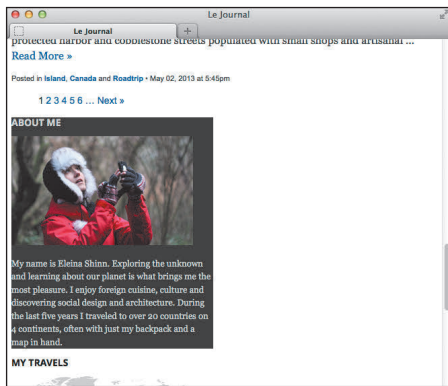 Le Journal
Le Journal
protected harbor and cobblestone streets populated with small shops and artisanal ...
Read More »
Posted in Island, Canada and Roadtrip • May 02, 2013 at 5:45pm
1 2 3 4 5 6 ... Next »
ABOUT ME
My name is Eleina Shinn. Exploring the unknown
and learning about our planet is what brings me the
most pleasure. I enjoy foreign cuisine, culture and
discovering social design and architecture. During
the last five years I traveled to over 20 countries on
4 continents, often with just my backpack and a
map in hand.
MY TRAVELS